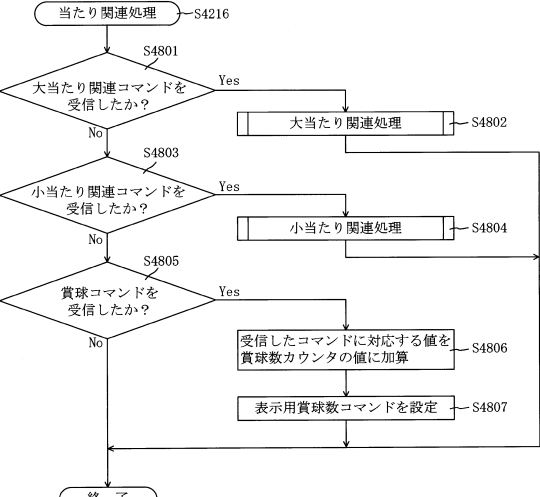 当たり関連処理
S4216
S4801
大当たり関連コマンドを
受信したか?
Yes
大当たり関連処理
S4802
No
S4803
小当たり関連コマンドを
受信したか?
Yes
小当たり関連処理
S4804
No
S4805
賞球コマンドを
受信したか?
Yes
受信したコマンドに対応する値を
賞球数カウンタの値に加算
S4806
No
表示用賞球数コマンドを設定
S4807
終 了